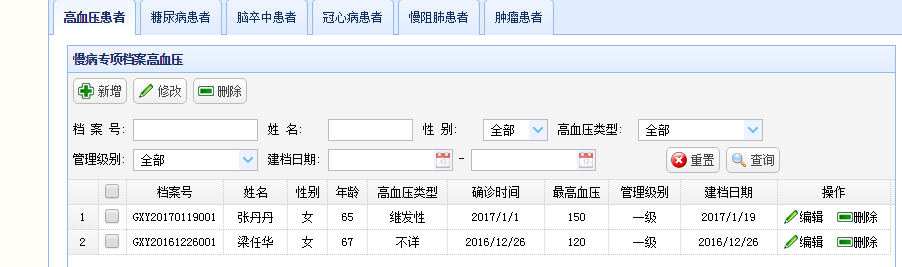 高血压患者 糖尿病患者 脑卒中患者 冠心病患者 慢阻肺患者 肿瘤患者
慢病专项档案高血压
新增 修改 删除
档 案 号: 姓 名: 性 别: 全部 高血压类型: 全部
管理级别: 全部 建档日期: - 重置 查询
档案号 姓名 性别 年龄 高血压类型 确诊时间 最高血压 管理级别 建档日期 操作
1 GXY20170119001 张丹丹 女 65 继发性 2017/1/1 150 一级 2017/1/19 编辑 删除
2 GXY20161226001 梁任华 女 67 不详 2016/12/26 120 一级 2016/12/26 编辑 删除